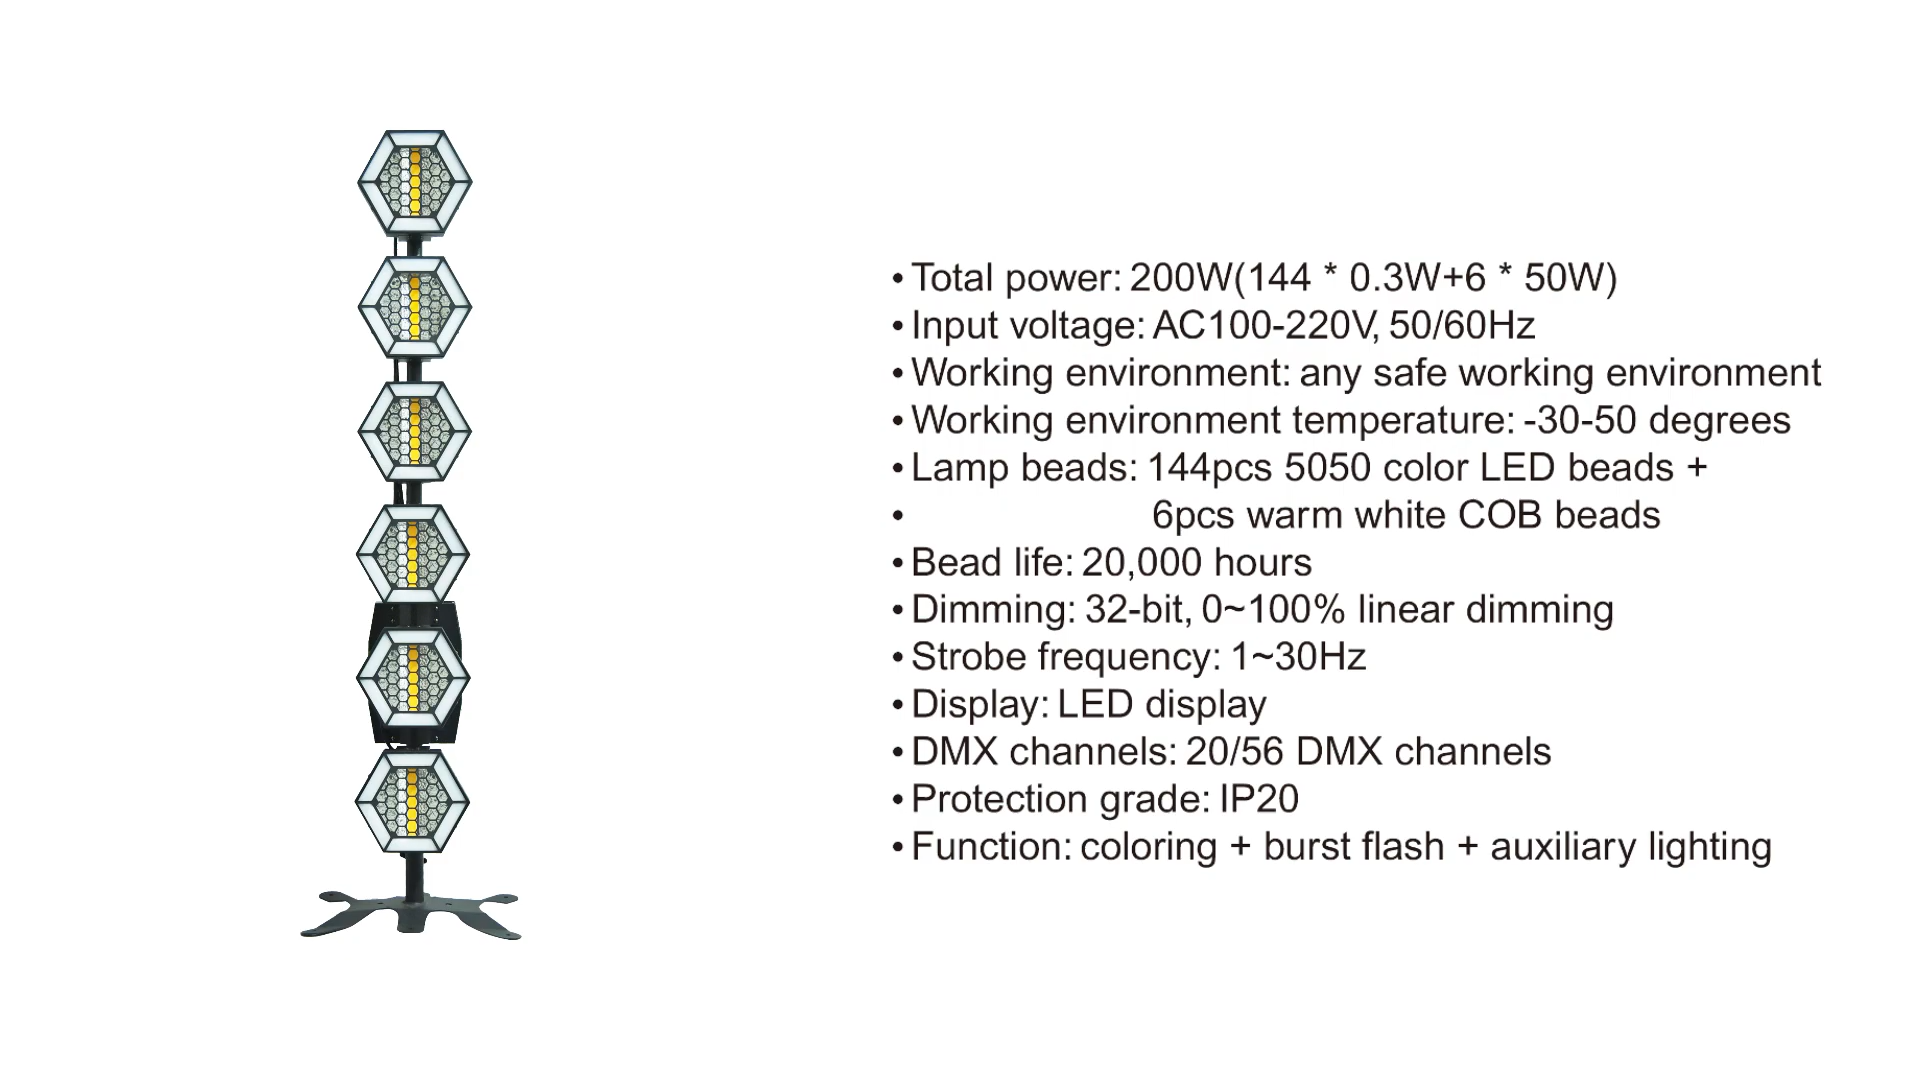 • Total power: 200W(144 * 0.3W+6 * 50W)
• Input voltage: AC100-220V, 50/60Hz
• Working environment: any safe working environment
• Working environment temperature: -30-50 degrees
• Lamp beads: 144pcs 5050 color LED beads +
• 6pcs warm white COB beads
• Bead life: 20,000 hours
• Dimming: 32-bit, 0~100% linear dimming
• Strobe frequency: 1~30Hz
• Display: LED display
• DMX channels: 20/56 DMX channels
• Protection grade: IP20
• Function: coloring + burst flash + auxiliary lighting